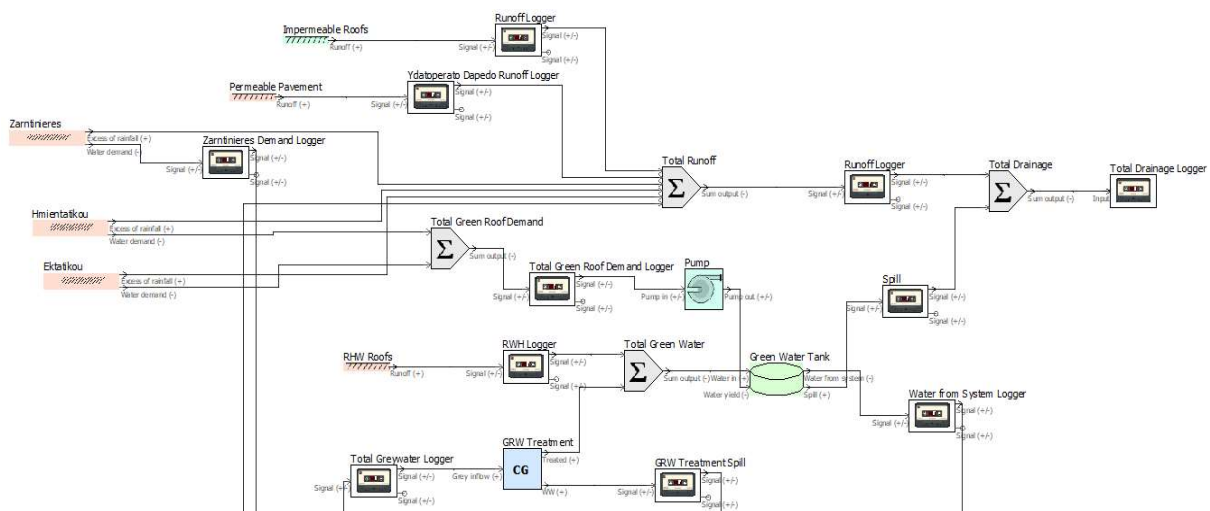 Runoff Logger
Signal (+/-)
Impermeable Roofs
Runoff (+)
Signal (+/-)
Signal (+/-)
Ydatoperato Dapedo Runoff Logger
Permeable Pavement
Signal (+/-)
Runoff (+)
Signal (+/-)
Signal (+/-)
Zarntinieres
Excess of rainfall (+)
Water demand (-)
Zarntinieres Demand Logger
Signal (+/-)
Signal (+/-)
Signal (+/-)
Total Runoff
Σ
Sum output (-)
Runoff Logger
Signal (+/-)
Signal (+/-)
Signal (+/-)
Total Drainage
Σ
Sum output (-)
Total Drainage Logger
Input
Hmientatikou
Excess of rainfall (+)
Water demand (-)
Total Green Roof Demand
Σ
Sum output (-)
Ektatikou
Excess of rainfall (+)
Water demand (-)
Total Green Roof Demand Logger
Signal (+/-)
Signal (+/-)
Signal (+/-)
Pump
Pump in (+/-)
Pump out (+/-)
Spill
Signal (+/-)
Signal (+/-)
Signal (+/-)
RHW Roofs
Runoff (+)
RWH Logger
Signal (+/-)
Signal (+/-)
Signal (+/-)
Total Green Water
Σ
Sum output (-)
Green Water Tank
Water in (+)
Water from system (-)
Water yield (-)
Spill (+)
Water from System Logger
Signal (+/-)
Signal (+/-)
Signal (+/-)
Total Greywater Logger
Signal (+/-)
Signal (+/-)
Signal (+/-)
GRW Treatment
CG
Grey inflow (+)
Treated (+)
WW (+)
GRW Treatment Spill
Signal (+/-)
Signal (+/-)
Signal (+/-)